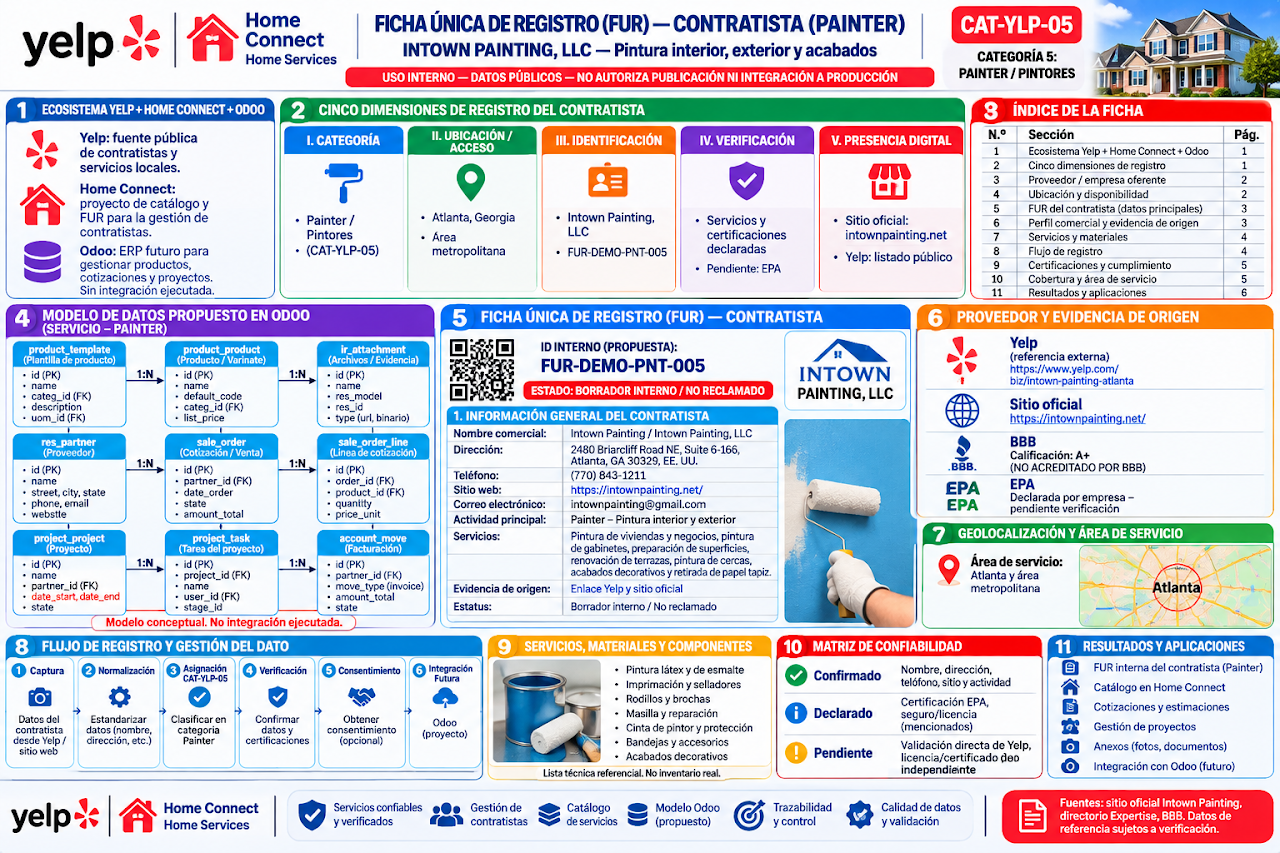 yelp
Home
Connect
Home Services
FICHA ÚNICA DE REGISTRO (FUR) — CONTRATISTA (PAINTER)
INTOWN PAINTING, LLC — Pintura interior, exterior y acabados
USO INTERNO — DATOS PÚBLICOS — NO AUTORIZA PUBLICACIÓN NI INTEGRACIÓN A PRODUCCIÓN
CAT-YLP-05
CATEGORÍA 5:
PAINTER / PINTORES
1 ECOSISTEMA YELP + HOME CONNECT + ODOO
Yelp: fuente pública
de contratistas y
servicios locales.
Home Connect:
proyecto de catálogo y
FUR para la gestión de
contratistas.
Odoo: ERP futuro para
gestionar productos,
cotizaciones y proyectos.
Sin integración ejecutada.
2 CINCO DIMENSIONES DE REGISTRO DEL CONTRATISTA
I. CATEGORÍA
• Painter /
Pintores
• (CAT-YLP-05)
II. UBICACIÓN /
ACCESO
• Atlanta, Georgia
• Área
metropolitana
III. IDENTIFICACIÓN
• Intown Painting,
LLC
• FUR-DEMO-PNT-005
IV. VERIFICACIÓN
• Servicios y
certificaciones
declaradas
• Pendiente: EPA
V. PRESENCIA DIGITAL
• Sitio oficial:
intownpainting.net
• Yelp: listado público
3 ÍNDICE DE LA FICHA
N.º Sección Pág.
1 Ecosistema Yelp + Home Connect + Odoo 1
2 Cinco dimensiones de registro 1
3 Proveedor / empresa oferente 2
4 Ubicación y disponibilidad 2
5 FUR del contratista (datos principales) 3
6 Perfil comercial y evidencia de origen 3
7 Servicios y materiales 4
8 Flujo de registro 4
9 Certificaciones y cumplimiento 5
10 Cobertura y área de servicio 5
11 Resultados y aplicaciones 6
4 MODELO DE DATOS PROPUESTO EN ODOO
(SERVICIO – PAINTER)
product_template
(Plantilla de producto)
• id (PK)
• name
• categ_id (FK)
• description
• uom_id (FK)
1:N
product_product
(Producto / Varinate)
• id (PK)
• name
• default_code
• categ_id (FK)
• list_price
1:N
ir_attachment
(Archivos / Evidencia)
• id (PK)
• name
• res_model
• res_id
• type (url, binario)
res_partner
(Proveedor)
• id (PK)
• name
• street, city, state
• phone, email
• webstle
1:N
sale_order
(Cotización / Venta)
• id (PK)
• partner_id (FK)
• date_order
• state
• amount_total
1:N
sale_order_line
(Linea de cotización)
• id (PK)
• order_id (FK)
• product_id (FK)
• quantity
• price_unit
project_project
(Proyecto)
• id (PK)
• name
• partner_id (FK)
• date_start, date_end
• state
1:N
project_task
(Tarea del proyecto)
• id (PK)
• project_id (FK)
• name
• user_id (FK)
• stage_id
1:N
account_move
(Facturación)
• id (PK)
• partner_id (FK)
• move_type (invoice)
• amount_total
• state
Modelo conceptual. No integración ejecutada.
5 FICHA ÚNICA DE REGISTRO (FUR) — CONTRATISTA
ID INTERNO (PROPUESTA):
FUR-DEMO-PNT-005
ESTADO: BORRADOR INTERNO / NO RECLAMADO
INTOWN
PAINTING, LLC
1. INFORMACIÓN GENERAL DEL CONTRATISTA
Nombre comercial: Intown Painting / Intown Painting, LLC
Dirección: 2480 Briarcliff Road NE, Suite 6-166,
Atlanta, GA 30329, EE. UU.
Teléfono: (770) 843-1211
Sitio web: https://intownpainting.net/
Correo electrónico: intownpainting@gmail.com
Actividad principal: Painter – Pintura interior y exterior
Servicios: Pintura de viviendas y negocios, pintura
de gabinetes, preparación de superficies,
renovación de terrazas, pintura de cercas,
acabados decorativos y retirada de papel tapiz.
Evidencia de origen: Enlace Yelp y sitio oficial
Estatus: Borrador interno / No reclamado
6 PROVEEDOR Y EVIDENCIA DE ORIGEN
Yelp
(referencia externa)
https://www.yelp.com/
biz/intown-painting-atlanta
Sitio oficial
https://intownpainting.net/
.BBB.
BBB
Calificación: A+
(NO ACREDITADO POR BBB)
EPA
EPA
EPA
Declarada por empresa –
pendiente verificación
7 GEOLOCALIZACIÓN Y ÁREA DE SERVICIO
Área de servicio:
Atlanta y área
metropolitana
Atlanta
8 FLUJO DE REGISTRO Y GESTIÓN DEL DATO
1 Captura
Datos del
contratista
desde Yelp /
sitio web
2 Normalización
Estandarizar
datos (nombre,
dirección, etc.)
3 Asignación
CAT-YLP-05
Clasificar en
categoria
Painter
4 Verificación
Confirmar
datos y
certificaciones
5 Consentimiento
Obtener
consentimiento
(opcional)
6 Integración
Futura
Odoo
(proyecto)
9 SERVICIOS, MATERIALES Y COMPONENTES
• Pintura látex y de esmalte
• Imprimación y selladores
• Rodillos y brochas
• Masilla y reparación
• Cinta de pintor y protección
• Bandejas y accesorios
• Acabados decorativos
Lista técnica referencial. No inventario real.
10 MATRIZ DE CONFIABILIDAD
Confirmado Nombre, dirección,
teléfono, sitio y actividad
Declarado Certificación EPA,
seguro/licencia
(mencionados)
Pendiente Validación directa de Yelp,
licencia/certificado
independiente
11 RESULTADOS Y APLICACIONES
FUR interna del contratista (Painter)
Catálogo en Home Connect
Cotizaciones y estimaciones
Gestión de proyectos
Anexos (fotos, documentos)
Integración con Odoo (futuro)
yelp
Home Connect
Home Services
Servicios confiables
y verificados
Gestión de
contratistas
Catálogo
de servicios
Modelo Odoo
(propuesto)
Trazabilidad
y control
Calidad de datos
y validación
Fuentes: sitio oficial Intown Painting,
directorio Expertise, BBB. Datos de
referencia sujetos a verificación.